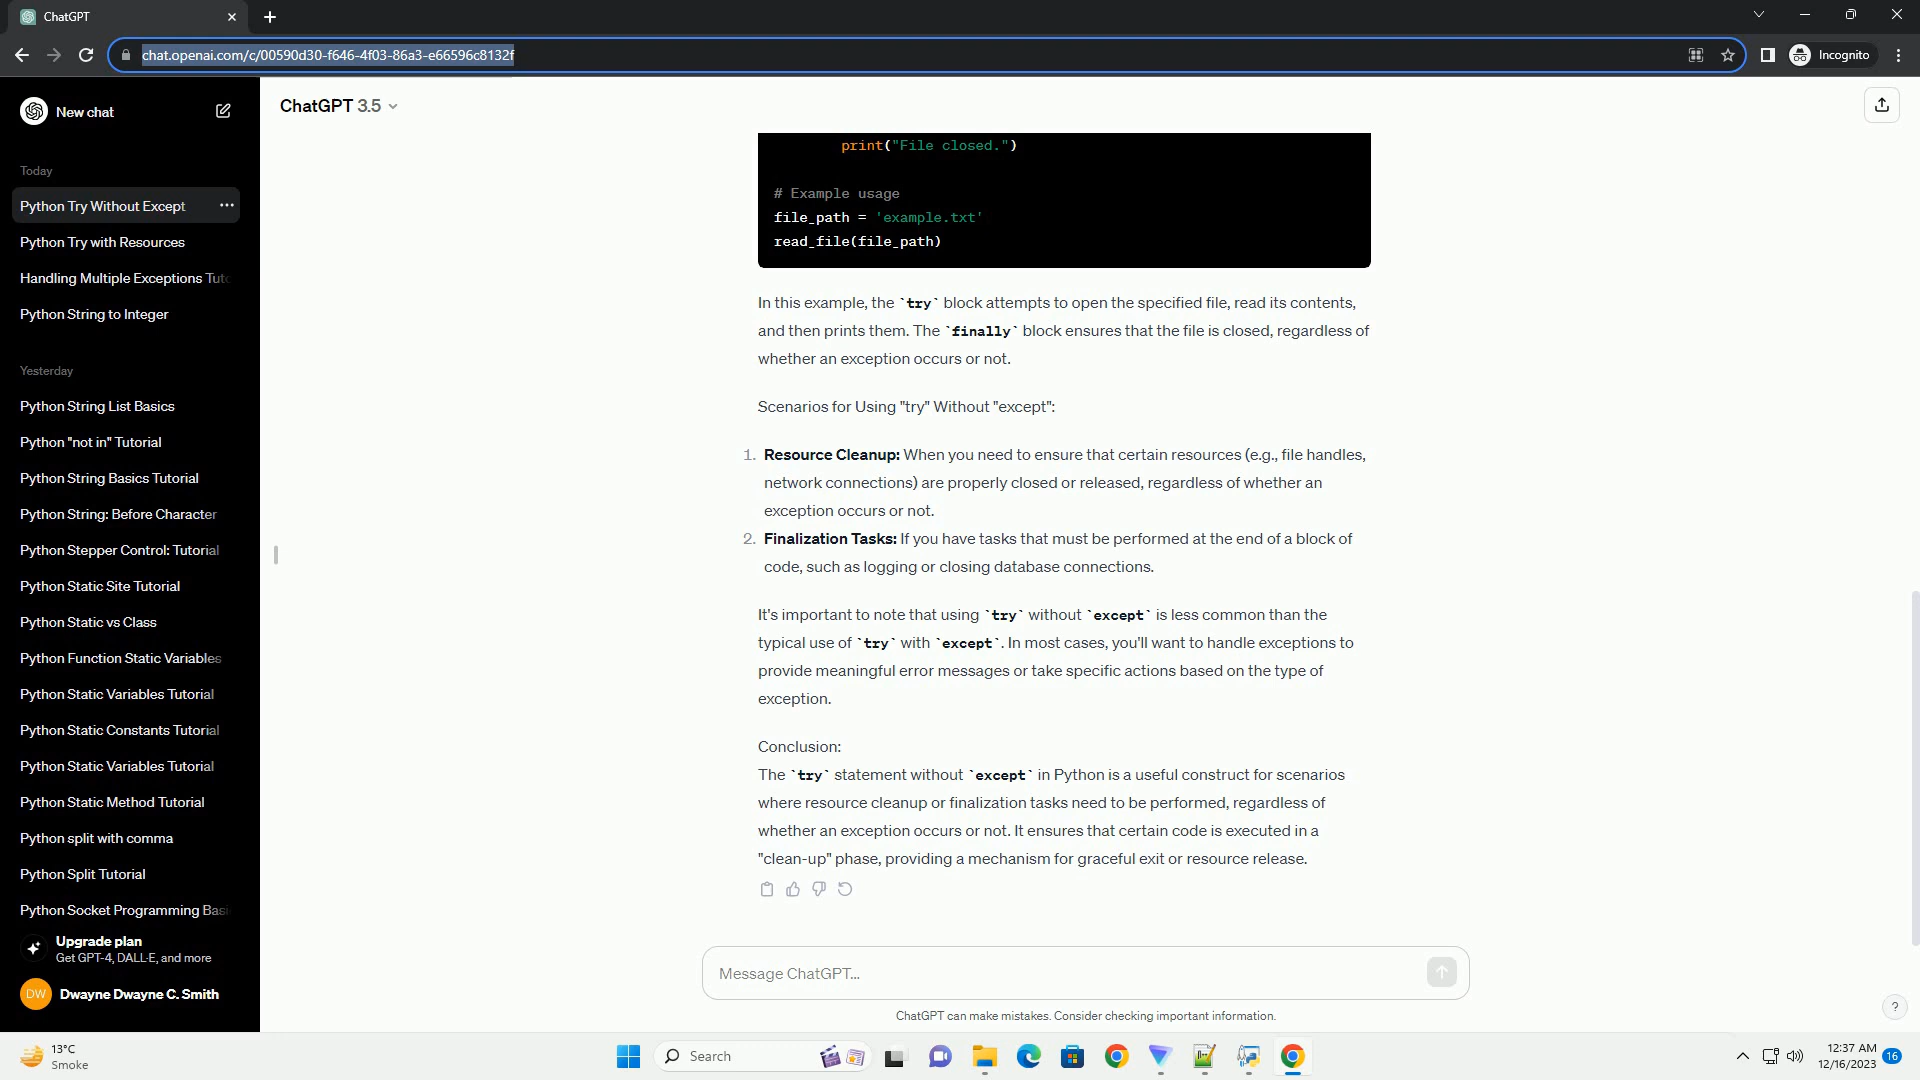 ChatGPT
chat.openai.com/c/00590d30-f646-4f03-86a3-e66596c8132f
Incognito
New chat
Today
Python Try Without Except
Python Try with Resources
Handling Multiple Exceptions Tuto
Python String to Integer
Yesterday
Python String List Basics
Python "not in" Tutorial
Python String Basics Tutorial
Python String: Before Character
Python Stepper Control: Tutorial
Python Static Site Tutorial
Python Static vs Class
Python Function Static Variables
Python Static Variables Tutorial
Python Static Constants Tutorial
Python Static Variables Tutorial
Python Static Method Tutorial
Python split with comma
Python Split Tutorial
Python Socket Programming Basi
Upgrade plan
Get GPT-4, DALL·E, and more
DW
Dwayne Dwayne C. Smith
ChatGPT 3.5
print("File closed.")
# Example usage
file_path = 'example.txt'
read_file(file_path)
In this example, the `try` block attempts to open the specified file, read its contents,
and then prints them. The `finally` block ensures that the file is closed, regardless of
whether an exception occurs or not.
Scenarios for Using "try" Without "except":
1. Resource Cleanup: When you need to ensure that certain resources (e.g., file handles,
network connections) are properly closed or released, regardless of whether an
exception occurs or not.
2. Finalization Tasks: If you have tasks that must be performed at the end of a block of
code, such as logging or closing database connections.
It's important to note that using `try` without `except` is less common than the
typical use of `try` with `except`. In most cases, you'll want to handle exceptions to
provide meaningful error messages or take specific actions based on the type of
exception.
Conclusion:
The `try` statement without `except` in Python is a useful construct for scenarios
where resource cleanup or finalization tasks need to be performed, regardless of
whether an exception occurs or not. It ensures that certain code is executed in a
"clean-up" phase, providing a mechanism for graceful exit or resource release.
Message ChatGPT...
ChatGPT can make mistakes. Consider checking important information.
?
13°C
Smoke
Search
12:37 AM
12/16/2023
16